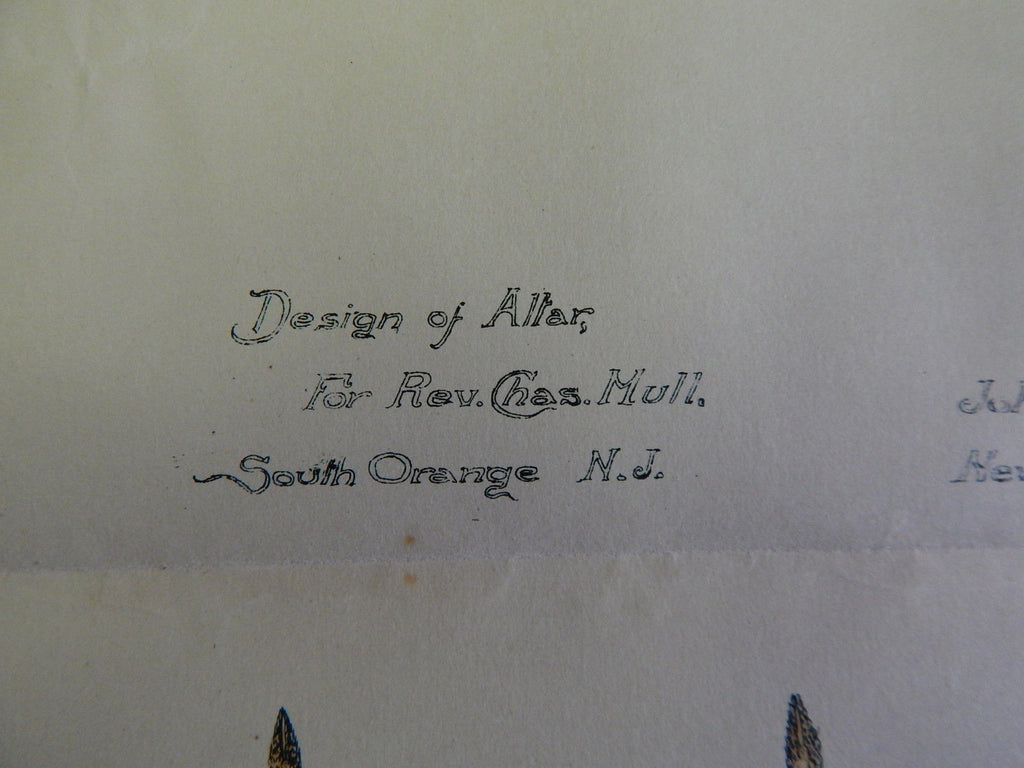 Design of Altar,
For Rev. Chas. Mull.
South Orange N.J.